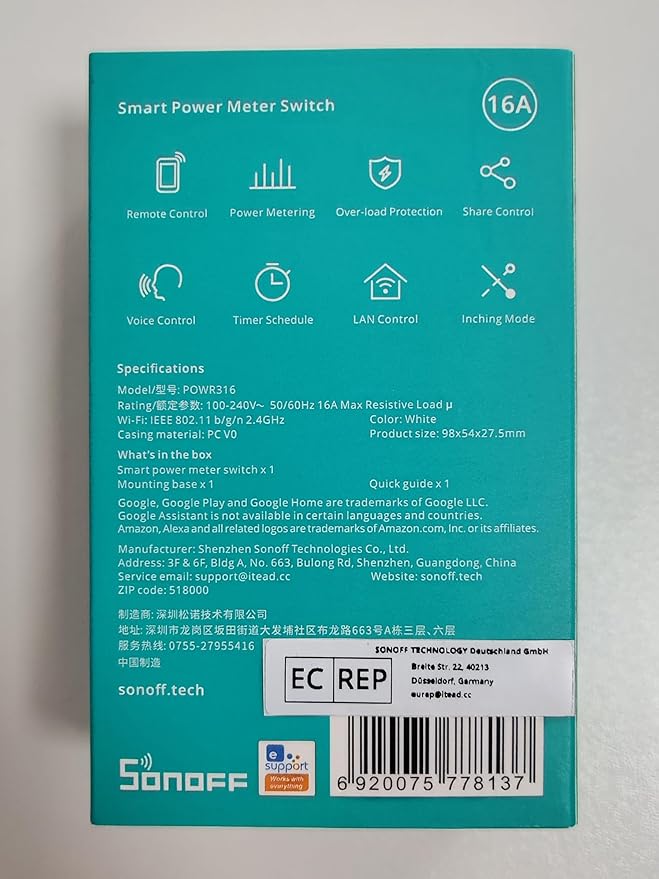 Smart Power Meter Switch
16A
Remote Control
Power Metering
Over-load Protection
Share Control
Voice Control
Timer Schedule
LAN Control
Inching Mode
Specifications
Model/型号: POWR316
Rating/额定参数: 100-240V~ 50/60Hz 16A Max Resistive Load μ
Wi-Fi: IEEE 802.11 b/g/n 2.4GHz Color: White
Casing material: PC V0 Product size: 98x54x27.5mm
What's in the box
Smart power meter switch x 1
Mounting base x 1 Quick guide x 1
Google, Google Play and Google Home are trademarks of Google LLC.
Google Assistant is not available in certain languages and countries.
Amazon, Alexa and all related logos are trademarks of Amazon.com, Inc. or its affiliates.
Manufacturer: Shenzhen Sonoff Technologies Co., Ltd.
Address: 3F & 6F, Bldg A, No. 663, Bulong Rd, Shenzhen, Guangdong, China
Service email: support@itead.cc Website: sonoff.tech
ZIP code: 518000
制造商: 深圳松诺技术有限公司
地址: 深圳市龙岗区坂田街道大发埔社区布龙路663号A栋三层、六层
服务热线: 0755-27955416
中国制造
sonoff.tech
EC REP
SONOFF TECHNOLOGY Deutschland GmbH
Breite Str. 22, 40213
Düsseldorf, Germany
eurep@itead.cc
SONOFF
e
support
Works with
everything
6 920075 778137